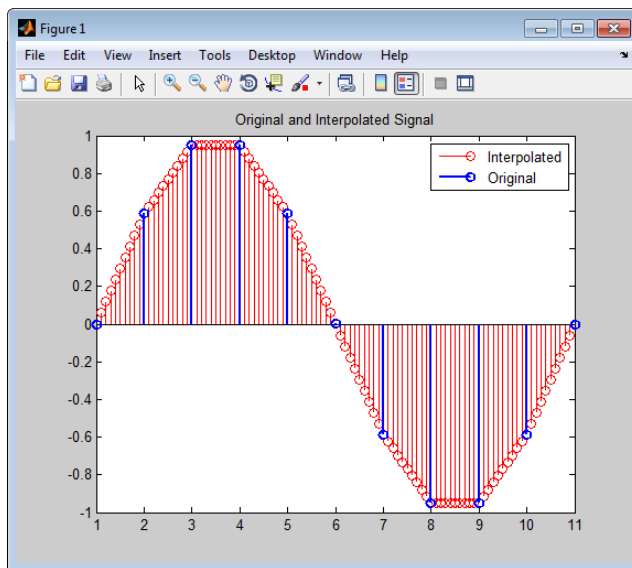 Figure 1
File Edit View Insert Tools Desktop Window Help
Original and Interpolated Signal
Interpolated
Original
1
0.8
0.6
0.4
0.2
0
-0.2
-0.4
-0.6
-0.8
-1
1 2 3 4 5 6 7 8 9 10 11